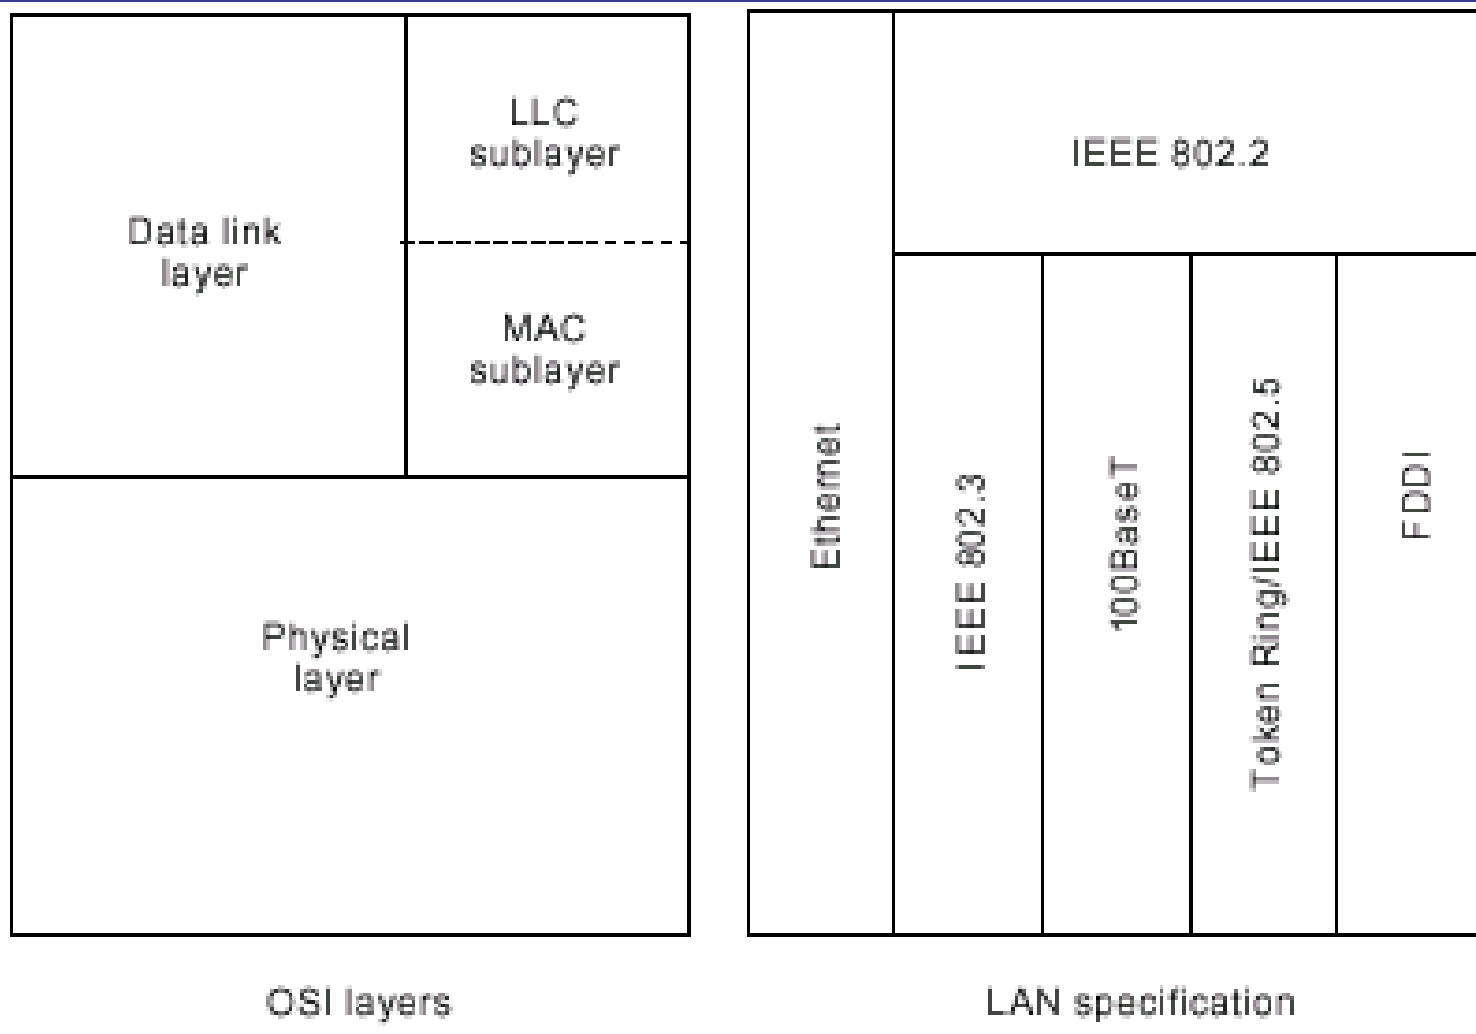 LLC
sublayer
Data link
layer
MAC
sublayer
Physical
layer
OSI layers
IEEE 802.2
Ethernet
IEEE 802.3
100BaseT
Token Ring/IEEE 802.5
FDDI
LAN specification